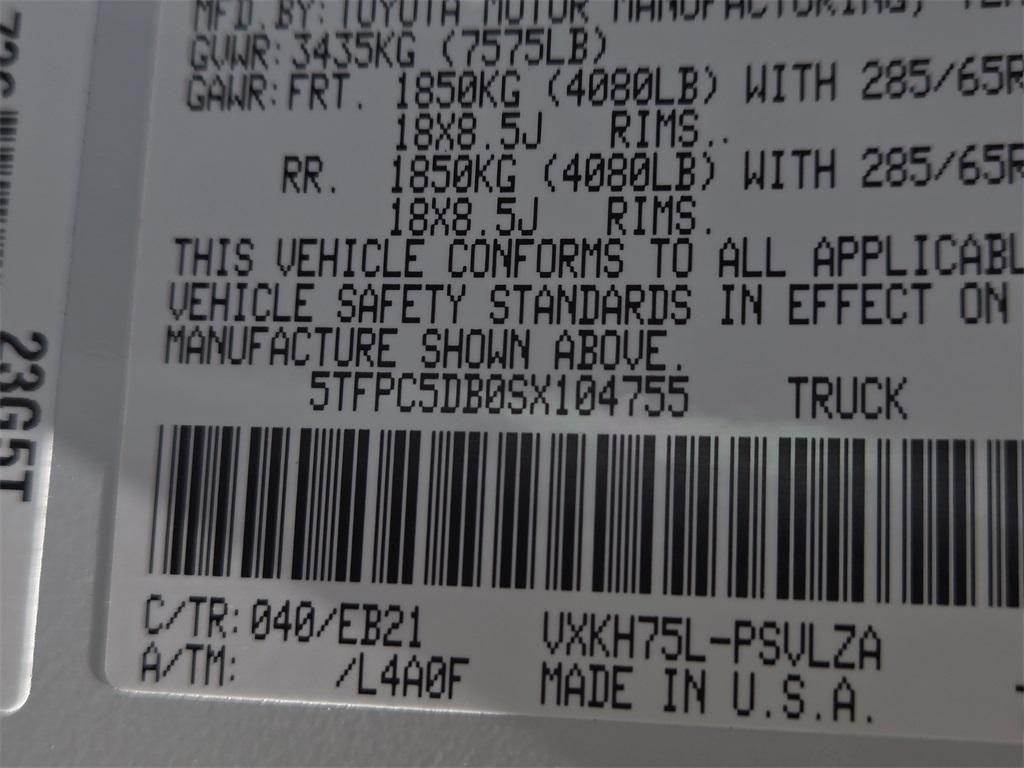 MFD.BY: TOYOTA MOTOR MANUFACTURING,
GVWR: 3435KG (7575LB)
GAWR: FRT. 1850KG (4080LB) WITH 285/65R
18X8.5J RIMS..
RR. 1850KG (4080LB) WITH 285/65R
18X8.5J RIMS.
THIS VEHICLE CONFORMS TO ALL APPLICABL
VEHICLE SAFETY STANDARDS IN EFFECT ON
MANUFACTURE SHOWN ABOVE.
5TFPC5DB0SX104755 TRUCK
C/TR: 040/EB21 VXKH75L-PSVLZA
A/TM: /L4A0F MADE IN U.S.A.
23G5T